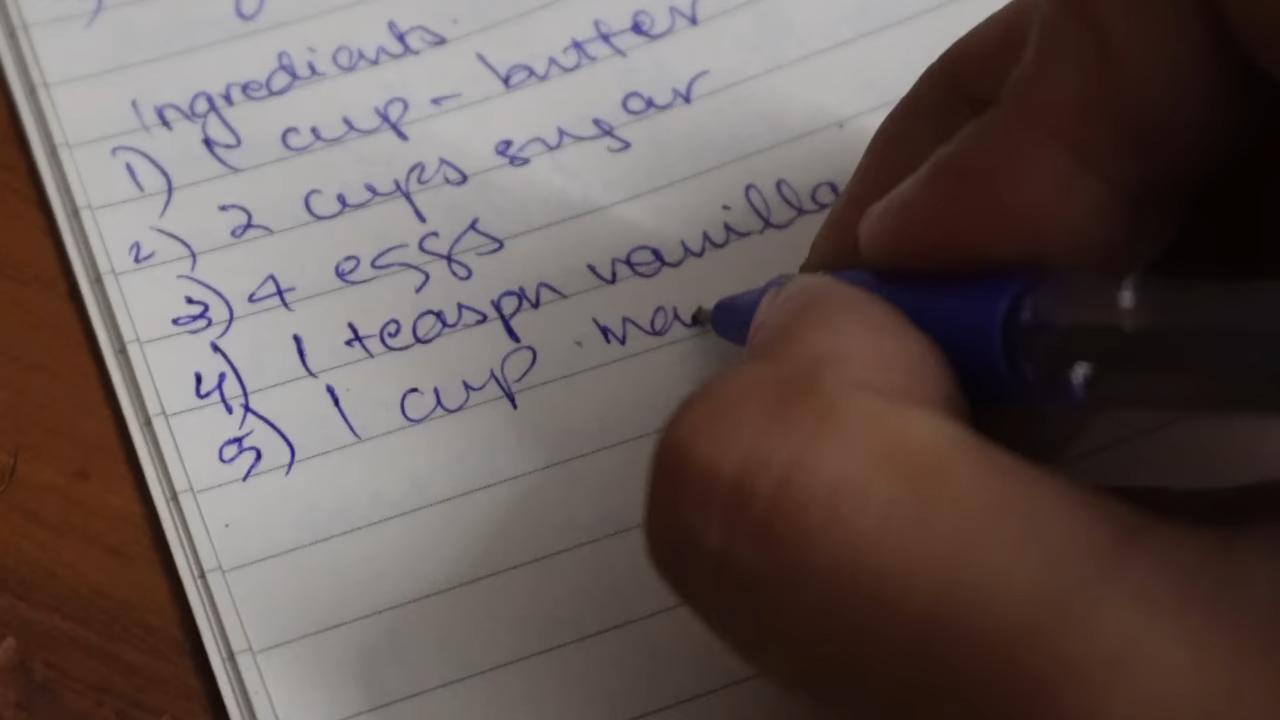 Ingredients
1) 1 cup - butter
2) 2 cups sugar
3) 4 eggs
4) 1 teaspn vanilla
5) 1 cup ma